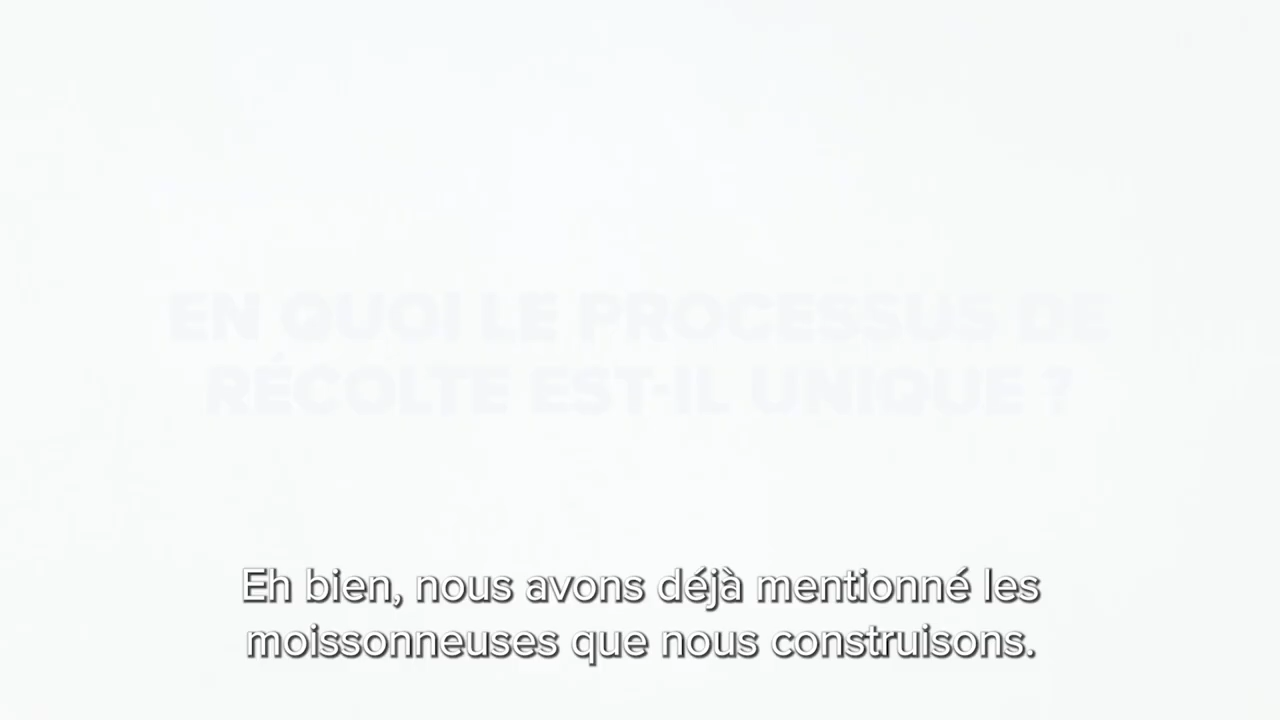 EN QUOI LE PROCESSUS DE
RÉCOLTE EST-IL UNIQUE ?
Eh bien, nous avons déjà mentionné les
moissonneuses que nous construisons.